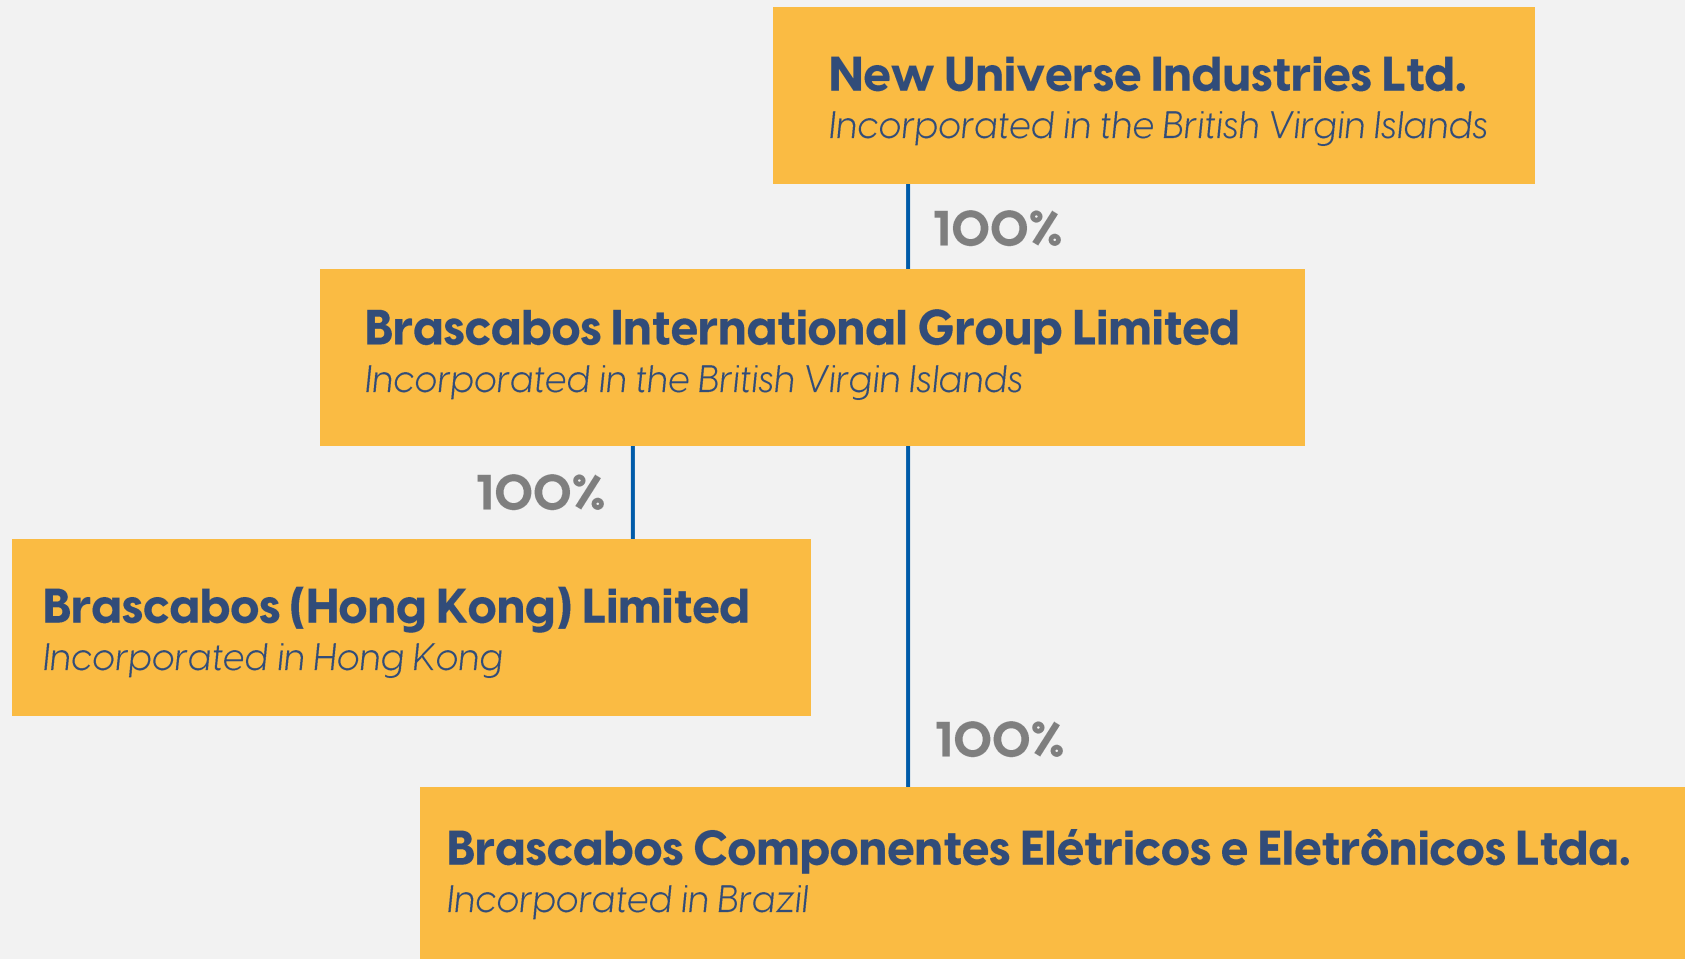 New Universe Industries Ltd.
Incorporated in the British Virgin Islands
100%
Brascabos International Group Limited
Incorporated in the British Virgin Islands
100%
Brascabos (Hong Kong) Limited
Incorporated in Hong Kong
100%
Brascabos Componentes Elétricos e Eletrônicos Ltda.
Incorporated in Brazil